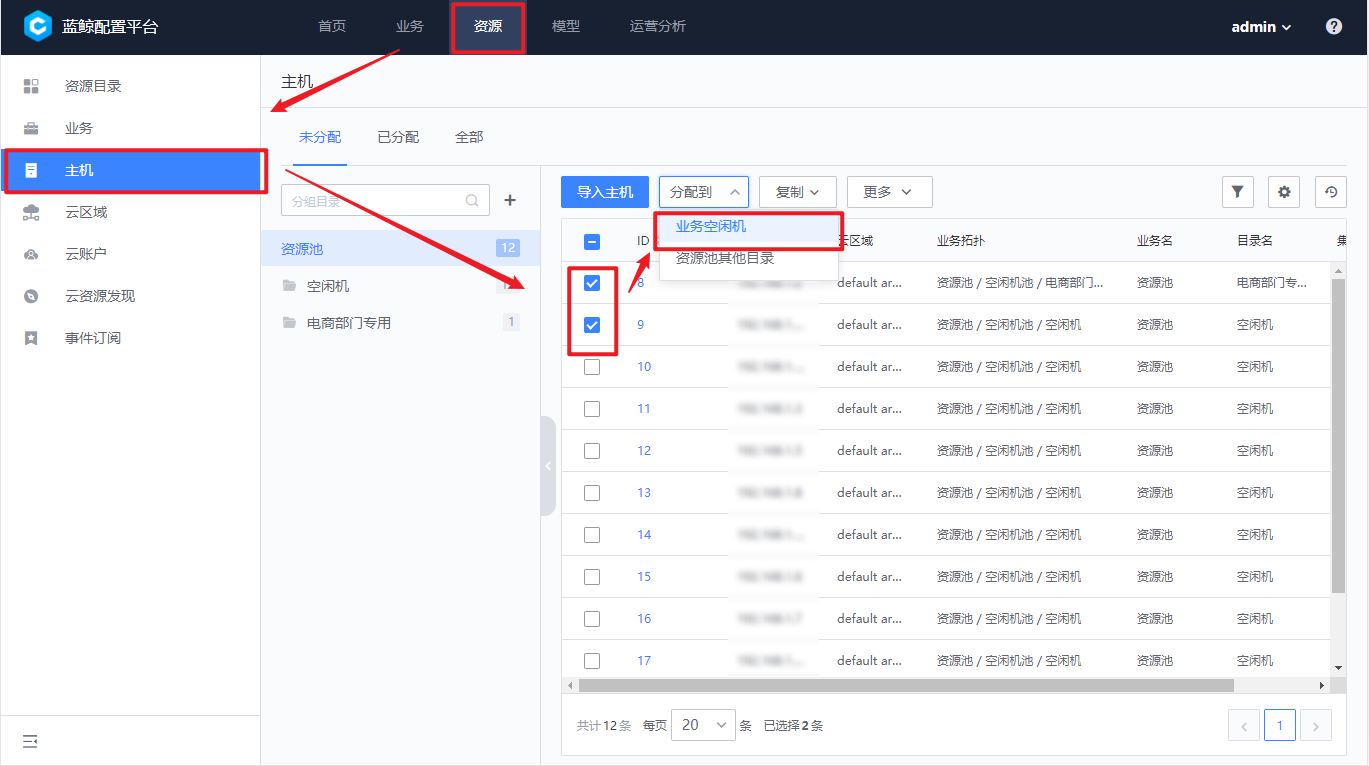 蓝鲸配置平台 首页 业务 资源 模型 运营分析 admin
资源目录
业务
主机
云区域
云账户
云资源发现
事件订阅
主机
未分配 已分配 全部
分组目录
资源池 12
空闲机
电商部门专用 1
导入主机 分配到 复制 更多
业务空闲机
资源池其他目录
ID 云区域 业务拓扑 业务名 目录名 集
8 default ar... 资源池 / 空闲机池 / 电商部门... 资源池 电商部门专...
9 default ar... 资源池 / 空闲机池 / 空闲机 资源池 空闲机
10 default ar... 资源池 / 空闲机池 / 空闲机 资源池 空闲机
11 default ar... 资源池 / 空闲机池 / 空闲机 资源池 空闲机
12 default ar... 资源池 / 空闲机池 / 空闲机 资源池 空闲机
13 default ar... 资源池 / 空闲机池 / 空闲机 资源池 空闲机
14 default ar... 资源池 / 空闲机池 / 空闲机 资源池 空闲机
15 default ar... 资源池 / 空闲机池 / 空闲机 资源池 空闲机
16 default ar... 资源池 / 空闲机池 / 空闲机 资源池 空闲机
17 default ar... 资源池 / 空闲机池 / 空闲机 资源池 空闲机
共计 12 条 每页 20 条 已选择 2 条 1